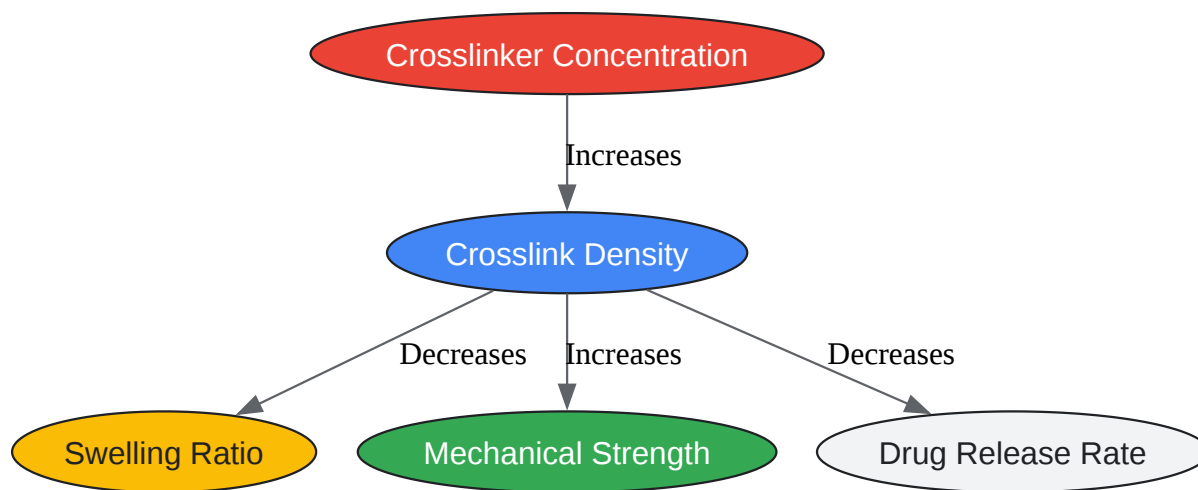 Crosslinker Concentration
Increases
Crosslink Density
Decreases
Increases
Decreases
Swelling Ratio
Mechanical Strength
Drug Release Rate